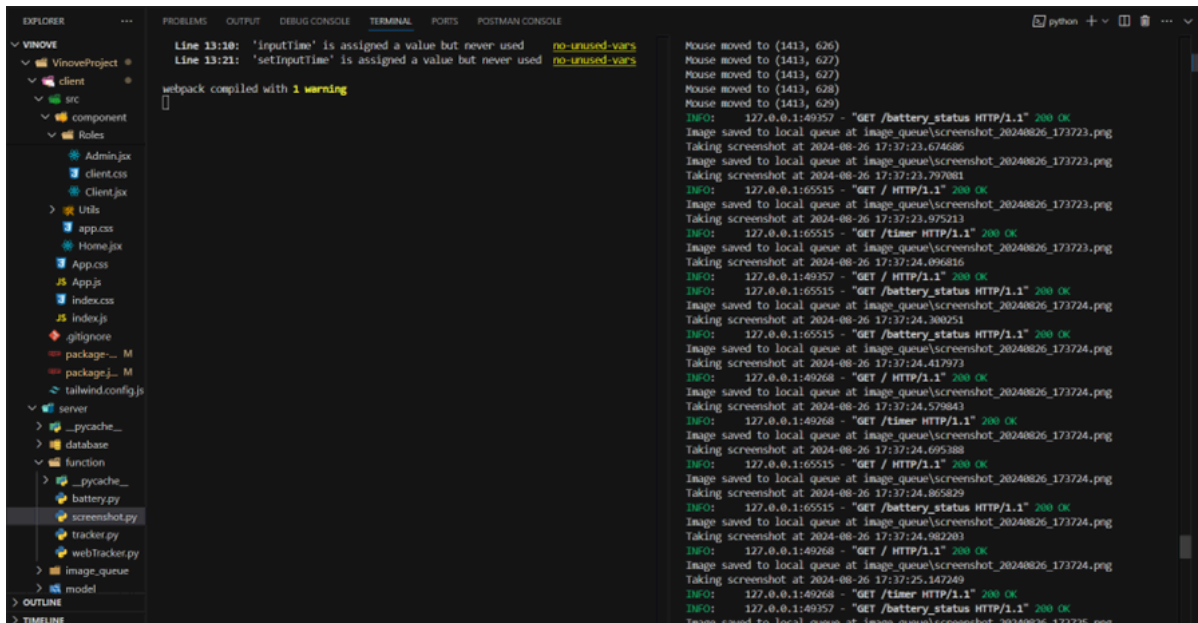 EXPLORER ...
VINOVE
VinoveProject
client
src
component
Roles
Admin.jsx
client.css
Client.jsx
Utils
app.css
Home.jsx
App.css
JS App.js
index.css
JS index.js
.gitignore
package-... M
package.j... M
tailwind.config.js
server
__pycache__
database
function
__pycache__
battery.py
screenshot.py
tracker.py
webTracker.py
image_queue
model
OUTLINE
TIMELINE
PROBLEMS OUTPUT DEBUG CONSOLE TERMINAL PORTS POSTMAN CONSOLE
python
Line 13:10: 'inputTime' is assigned a value but never used no-unused-vars
Line 13:21: 'setInputTime' is assigned a value but never used no-unused-vars
webpack compiled with 1 warning
Mouse moved to (1413, 626)
Mouse moved to (1413, 627)
Mouse moved to (1413, 627)
Mouse moved to (1413, 628)
Mouse moved to (1413, 629)
INFO: 127.0.0.1:49357 - "GET /battery_status HTTP/1.1" 200 OK
Image saved to local queue at image_queue\screenshot_20240826_173723.png
Taking screenshot at 2024-08-26 17:37:23.674686
Image saved to local queue at image_queue\screenshot_20240826_173723.png
Taking screenshot at 2024-08-26 17:37:23.797081
INFO: 127.0.0.1:65515 - "GET / HTTP/1.1" 200 OK
Image saved to local queue at image_queue\screenshot_20240826_173723.png
Taking screenshot at 2024-08-26 17:37:23.975213
INFO: 127.0.0.1:65515 - "GET /timer HTTP/1.1" 200 OK
Image saved to local queue at image_queue\screenshot_20240826_173723.png
Taking screenshot at 2024-08-26 17:37:24.096816
INFO: 127.0.0.1:49357 - "GET / HTTP/1.1" 200 OK
INFO: 127.0.0.1:65515 - "GET /battery_status HTTP/1.1" 200 OK
Image saved to local queue at image_queue\screenshot_20240826_173724.png
Taking screenshot at 2024-08-26 17:37:24.300251
INFO: 127.0.0.1:65515 - "GET /battery_status HTTP/1.1" 200 OK
Image saved to local queue at image_queue\screenshot_20240826_173724.png
Taking screenshot at 2024-08-26 17:37:24.417973
INFO: 127.0.0.1:49268 - "GET / HTTP/1.1" 200 OK
Image saved to local queue at image_queue\screenshot_20240826_173724.png
Taking screenshot at 2024-08-26 17:37:24.579843
INFO: 127.0.0.1:49268 - "GET /timer HTTP/1.1" 200 OK
Image saved to local queue at image_queue\screenshot_20240826_173724.png
Taking screenshot at 2024-08-26 17:37:24.695388
INFO: 127.0.0.1:65515 - "GET / HTTP/1.1" 200 OK
Image saved to local queue at image_queue\screenshot_20240826_173724.png
Taking screenshot at 2024-08-26 17:37:24.865829
INFO: 127.0.0.1:65515 - "GET /battery_status HTTP/1.1" 200 OK
Image saved to local queue at image_queue\screenshot_20240826_173724.png
Taking screenshot at 2024-08-26 17:37:24.982203
INFO: 127.0.0.1:49268 - "GET / HTTP/1.1" 200 OK
Image saved to local queue at image_queue\screenshot_20240826_173724.png
Taking screenshot at 2024-08-26 17:37:25.147249
INFO: 127.0.0.1:49268 - "GET /timer HTTP/1.1" 200 OK
INFO: 127.0.0.1:49357 - "GET /battery_status HTTP/1.1" 200 OK
Image saved to local queue at image_queue\screenshot_20240826_173725.png